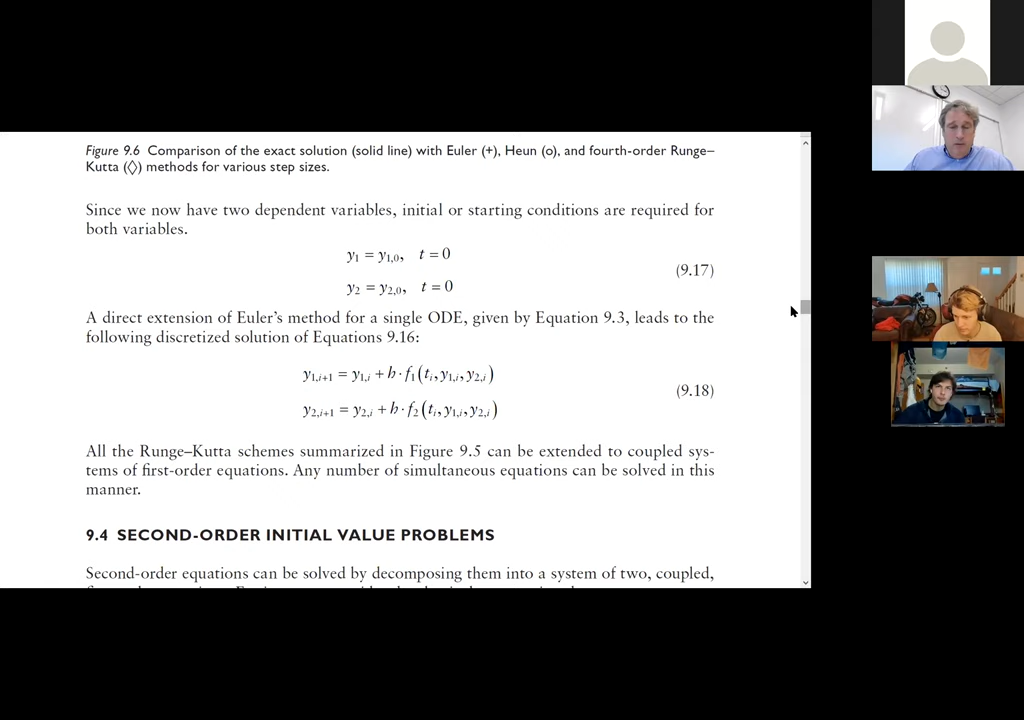 Figure 9.6 Comparison of the exact solution (solid line) with Euler (+), Heun (o), and fourth-order Runge–
Kutta (◊) methods for various step sizes.
Since we now have two dependent variables, initial or starting conditions are required for
both variables.
y₁ = y₁,₀, t = 0
(9.17)
y₂ = y₂,₀, t = 0
A direct extension of Euler's method for a single ODE, given by Equation 9.3, leads to the
following discretized solution of Equations 9.16:
y₁,ᵢ₊₁ = y₁,ᵢ + h · f₁(tᵢ, y₁,ᵢ, y₂,ᵢ)
(9.18)
y₂,ᵢ₊₁ = y₂,ᵢ + h · f₂(tᵢ, y₁,ᵢ, y₂,ᵢ)
All the Runge–Kutta schemes summarized in Figure 9.5 can be extended to coupled sys-
tems of first-order equations. Any number of simultaneous equations can be solved in this
manner.
9.4 SECOND-ORDER INITIAL VALUE PROBLEMS
Second-order equations can be solved by decomposing them into a system of two, coupled,